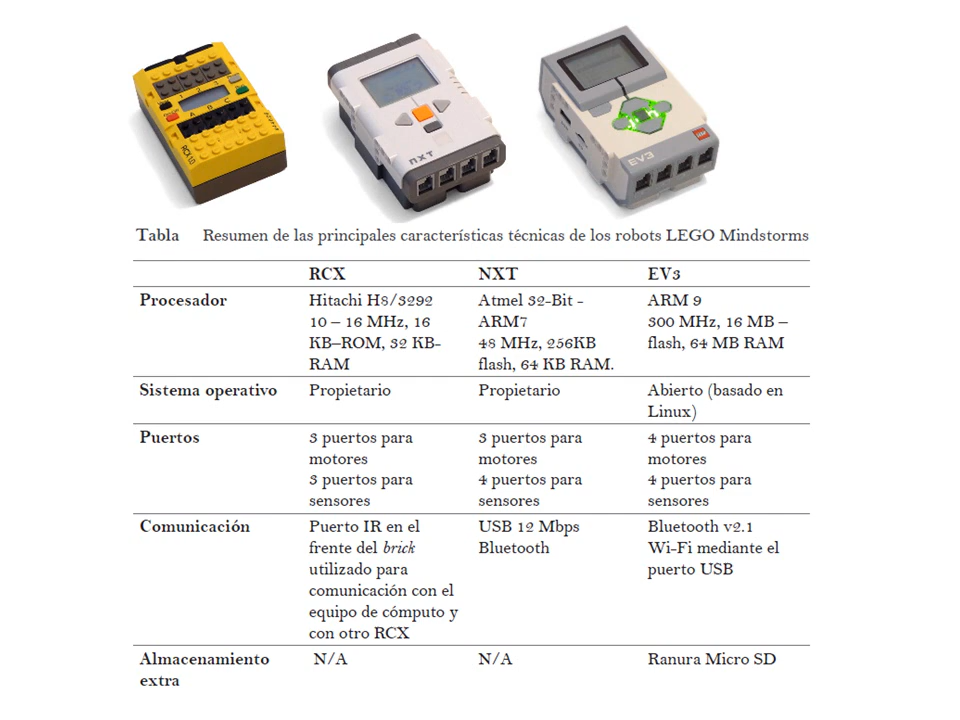 1 2 3
A B C
RCX 1.0
NXT
EV3
LEGO
Tabla Resumen de las principales características técnicas de los robots LEGO Mindstorms
RCX NXT EV3
Procesador
Hitachi H8/3292
10 – 16 MHz, 16
KB–ROM, 32 KB-
RAM
Atmel 32-Bit -
ARM7
48 MHz, 256KB
flash, 64 KB RAM.
ARM 9
300 MHz, 16 MB –
flash, 64 MB RAM
Sistema operativo
Propietario
Propietario
Abierto (basado en
Linux)
Puertos
3 puertos para
motores
3 puertos para
sensores
3 puertos para
motores
4 puertos para
sensores
4 puertos para
motores
4 puertos para
sensores
Comunicación
Puerto IR en el
frente del brick
utilizado para
comunicación con el
equipo de cómputo y
con otro RCX
USB 12 Mbps
Bluetooth
Bluetooth v2.1
Wi-Fi mediante el
puerto USB
Almacenamiento
extra
N/A
N/A
Ranura Micro SD